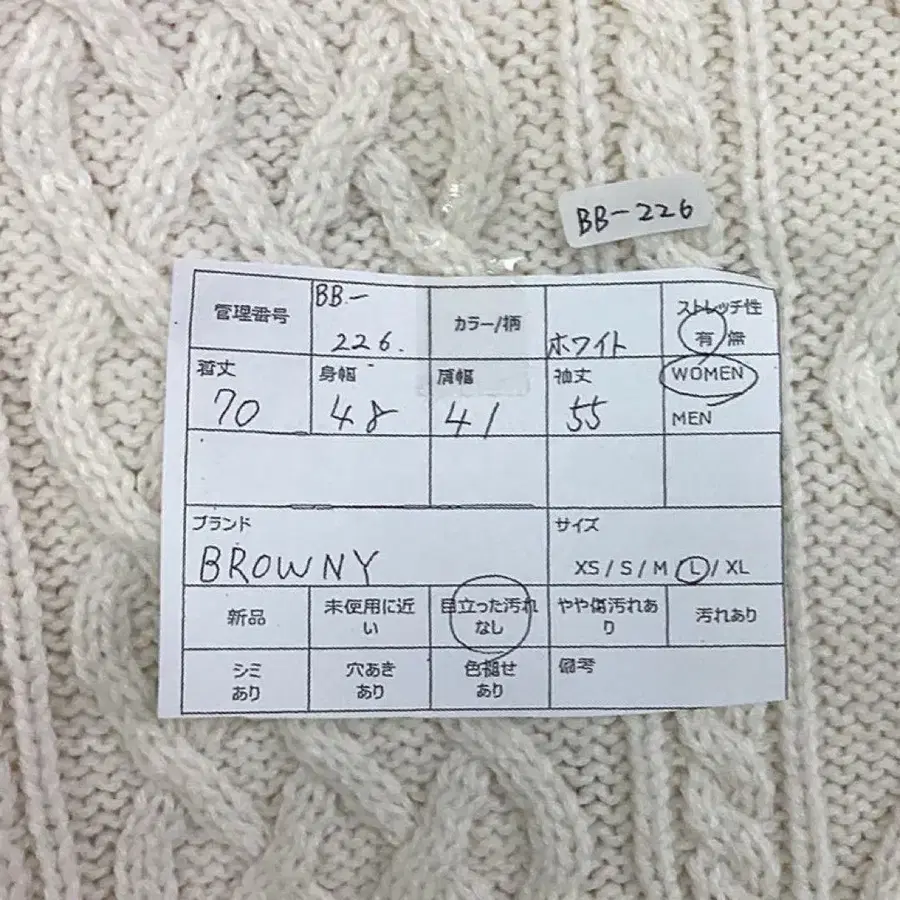 BB-226
管理番号
BB-
226.
カラー/柄
ホワイト
ストレッチ性
有 無
着丈
70
身幅
48
肩幅
41
袖丈
55
WOMEN
MEN
ブランド
BROWNY
サイズ
XS / S / M / L / XL
新品
未使用に近
い
目立った汚れ
なし
やや傷汚れあ
り
汚れあり
シミ
あり
穴あき
あり
色褪せ
あり
備考